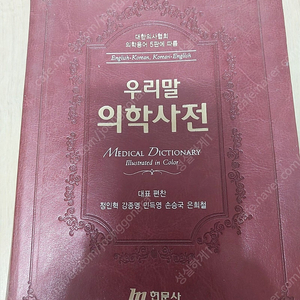 대한의사협회
의학용어 5판에 따름
English-Korean, Korean-English
우리말
의학사전
MEDICAL DICTIONARY
Illustrated in Color
대표 편찬
정인혁 강종명 민득영 손승국 은희철
현문사